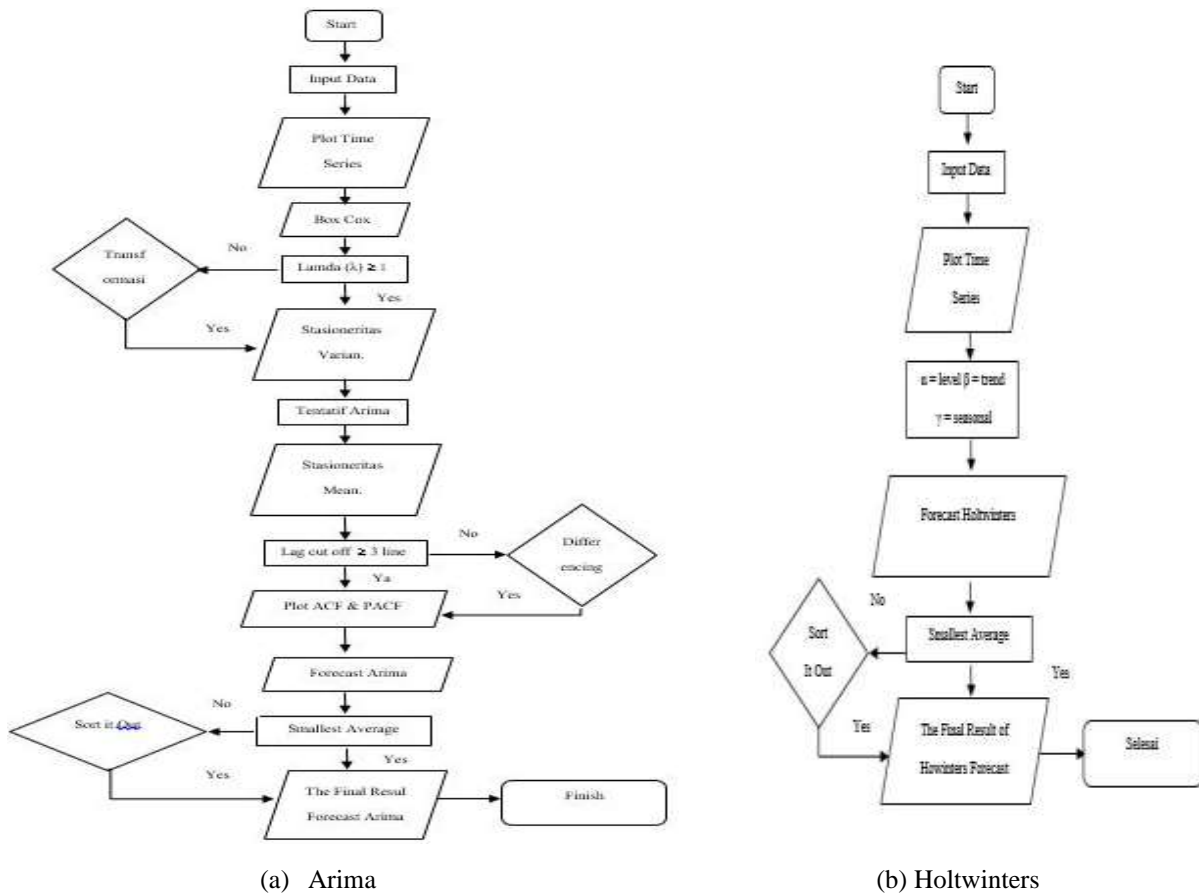 Start
Input Data
Plot Time
Series
Box Cox
Lamda (λ) ≥ 1
No
Transf
ormasi
Yes
Yes
Stasioneritas
Varian.
Tentatif Arima
Stasioneritas
Mean.
Lag cut off ≥ 3 line
No
Differ
encing
Ya
Yes
Plot ACF & PACF
Forecast Arima
Smallest Average
No
Sort it Out
Yes
Yes
The Final Resul
Forecast Arima
Finish
(a) Arima
Start
Input Data
Plot Time
Series
α = level β = trend
γ = seasonal
Forecast Holtwinters
No
Smallest Average
Sort
It Out
Yes
Yes
The Final Result of
Howinters Forecast
Selesai
(b) Holtwinters